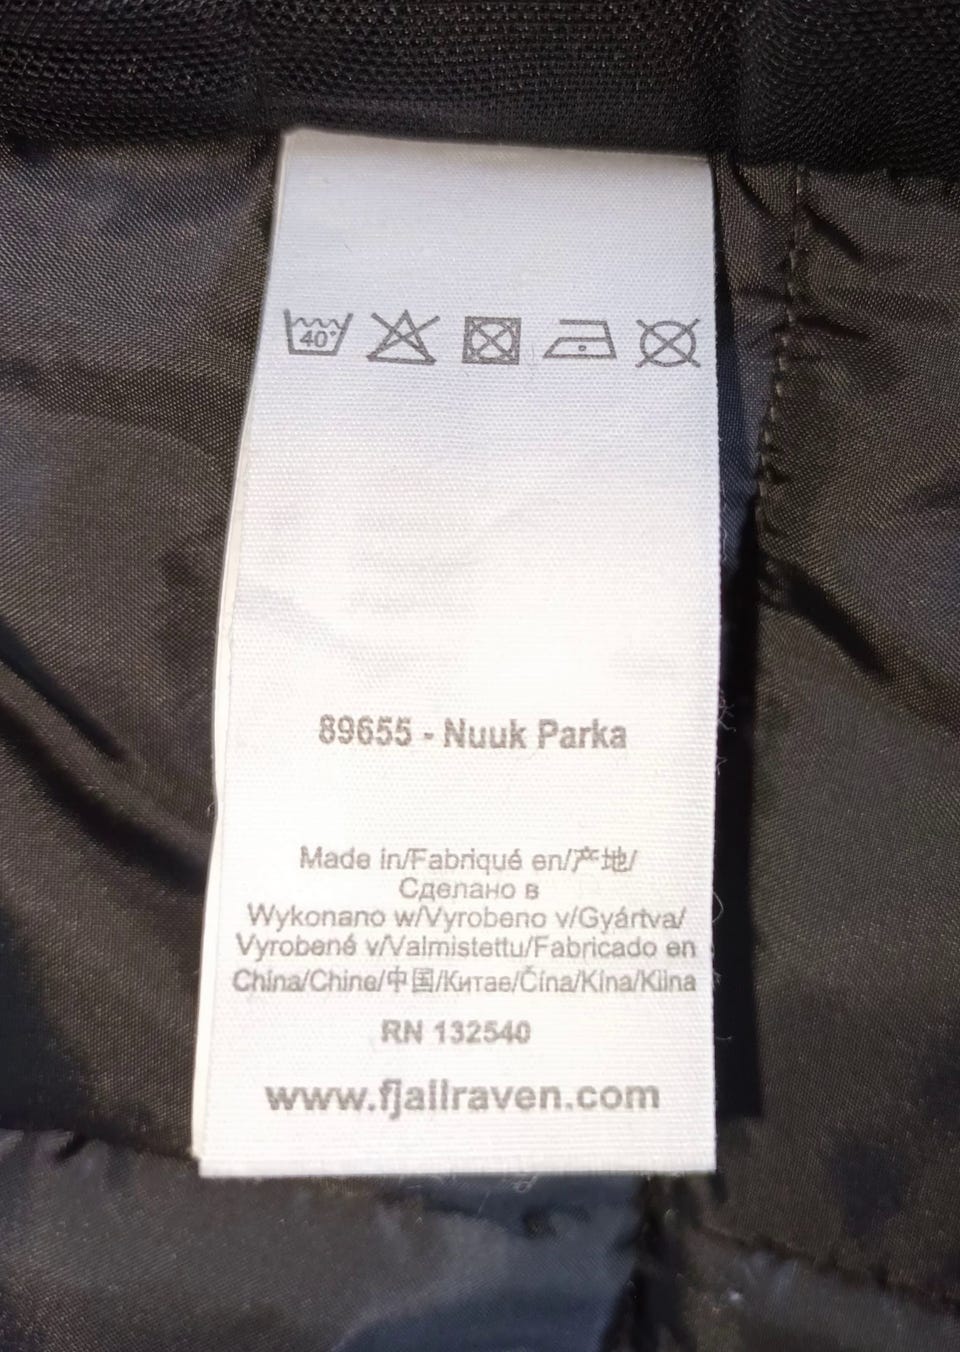 40°
89655 - Nuuk Parka
Made in/Fabriqué en/产地/
Сделано в
Wykonano w/Vyrobeno v/Gyártva/
Vyrobené v/Valmistettu/Fabricado en
China/Chine/中国/Китае/Čína/Kína/Kiina
RN 132540
www.fjallraven.com